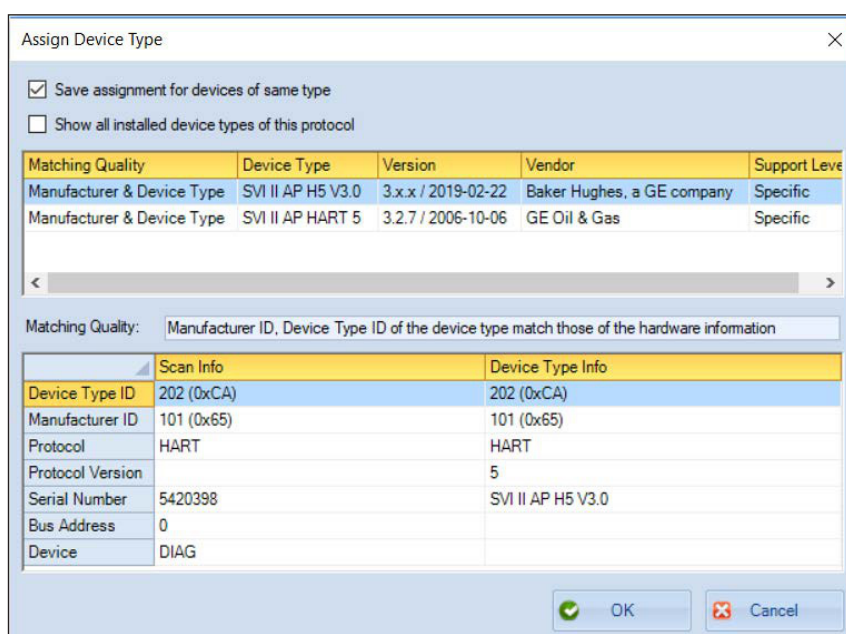 Assign Device Type
Save assignment for devices of same type
Show all installed device types of this protocol
Matching Quality Device Type Version Vendor Support Leve
Manufacturer & Device Type SVI II AP H5 V3.0 3.x.x / 2019-02-22 Baker Hughes, a GE company Specific
Manufacturer & Device Type SVI II AP HART 5 3.2.7 / 2006-10-06 GE Oil & Gas Specific
Matching Quality: Manufacturer ID, Device Type ID of the device type match those of the hardware information
Scan Info Device Type Info
Device Type ID 202 (0xCA) 202 (0xCA)
Manufacturer ID 101 (0x65) 101 (0x65)
Protocol HART HART
Protocol Version 5
Serial Number 5420398 SVI II AP H5 V3.0
Bus Address 0
Device DIAG
OK Cancel